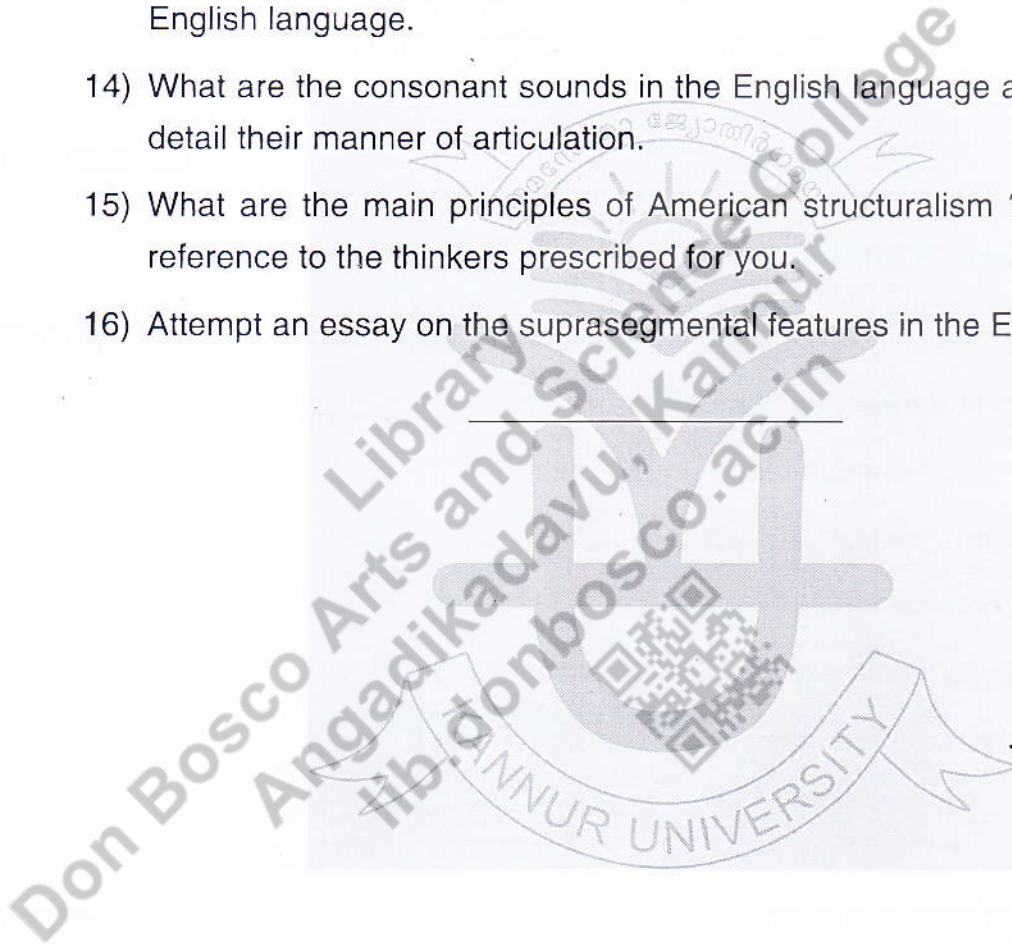 English language.
14) What are the consonant sounds in the English language a
detail their manner of articulation.
15) What are the main principles of American structuralism
reference to the thinkers prescribed for you.
16) Attempt an essay on the suprasegmental features in the E
Library
Don Bosco Arts and Science College
Angadikadavu, Kannur
lib.donbosco.ac.in
KANNUR UNIVERSITY